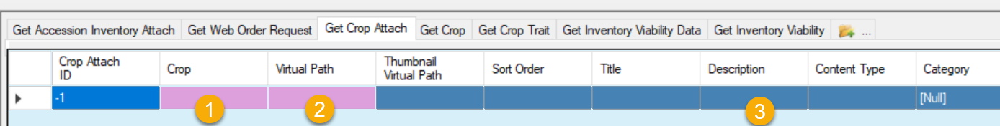 Get Accession Inventory Attach Get Web Order Request Get Crop Attach Get Crop Get Crop Trait Get Inventory Viability Data Get Inventory Viability ...
Crop Attach ID Crop Virtual Path Thumbnail Virtual Path Sort Order Title Description Content Type Category
-1 [Null]
1 2 3